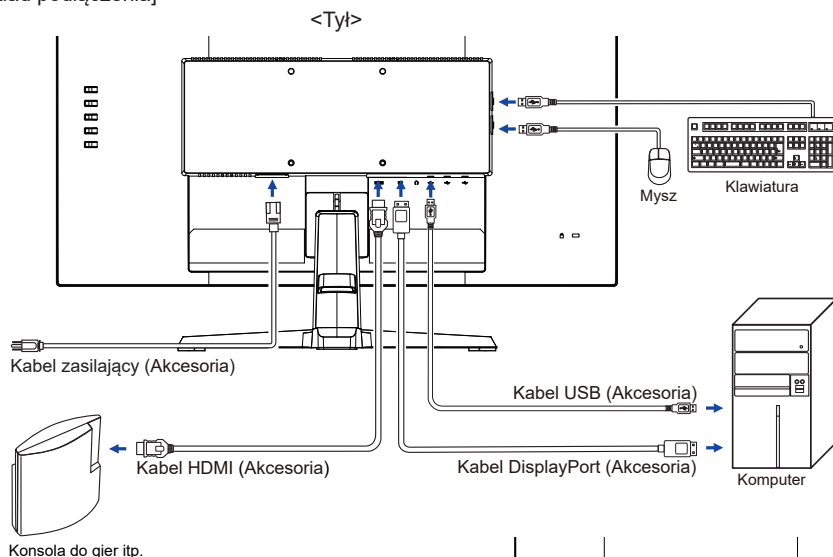 podłączenia]
<Tył>
Mysz
Klawiatura
Kabel zasilający (Akcesoria)
Kabel USB (Akcesoria)
Kabel HDMI (Akcesoria)
Kabel DisplayPort (Akcesoria)
Komputer
Konsola do gier itp.